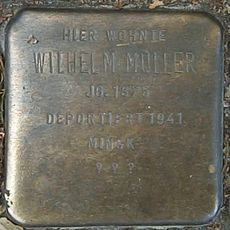 HIER WOHNTE
WILHELM MÜLLER
JG. 1875
DEPORTIERT 1941
MINSK
? ? ?